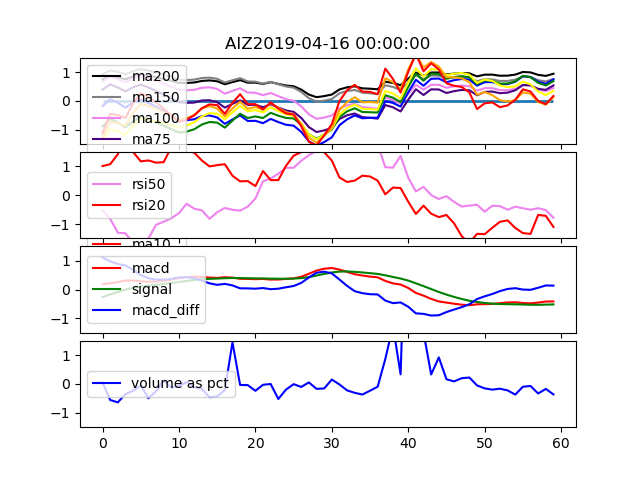 AIZ2019-04-16 00:00:00
1
0
−1
ma200
ma150
ma100
ma75
1
0
−1
rsi50
rsi20
ma10
1
0
−1
macd
signal
macd_diff
1
0
−1
volume as pct
0 10 20 30 40 50 60